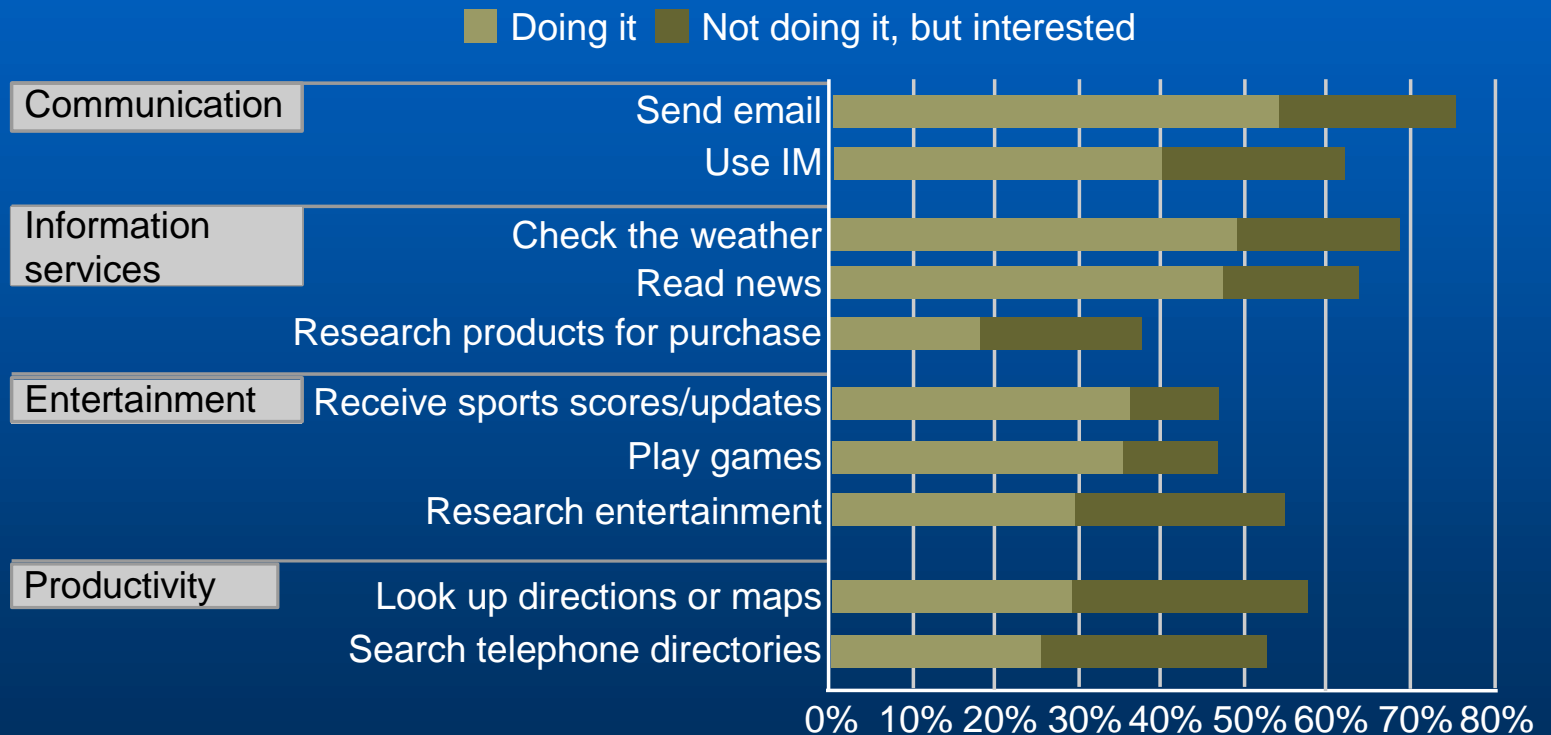 Doing it Not doing it, but interested
Communication
Send email
Use IM
Information
services
Check the weather
Read news
Research products for purchase
Entertainment
Receive sports scores/updates
Play games
Research entertainment
Productivity
Look up directions or maps
Search telephone directories
0% 10% 20% 30% 40% 50% 60% 70% 80%